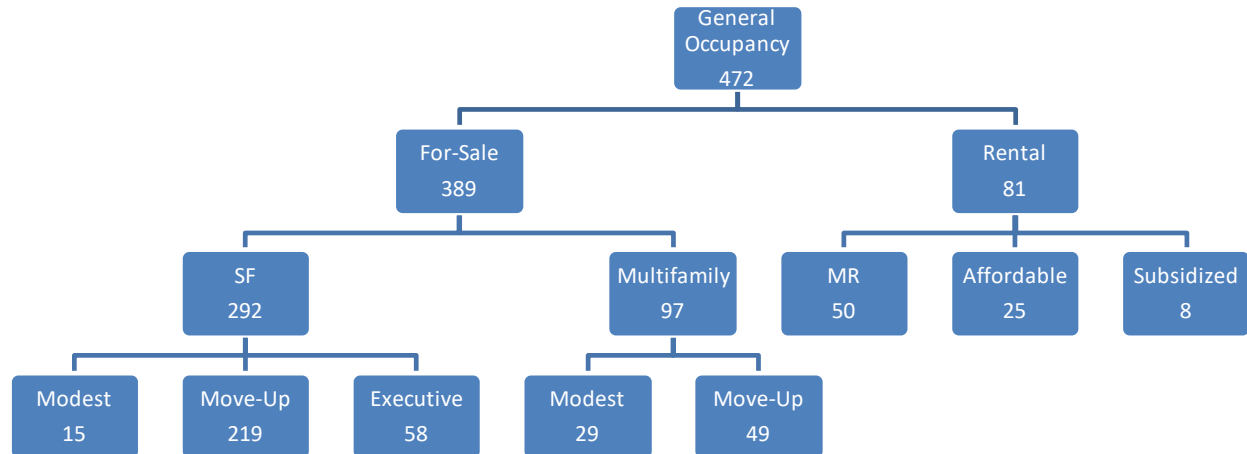 General
Occupancy
472
For-Sale
389
Rental
81
SF
292
Multifamily
97
MR
50
Affordable
25
Subsidized
8
Modest
15
Move-Up
219
Executive
58
Modest
29
Move-Up
49